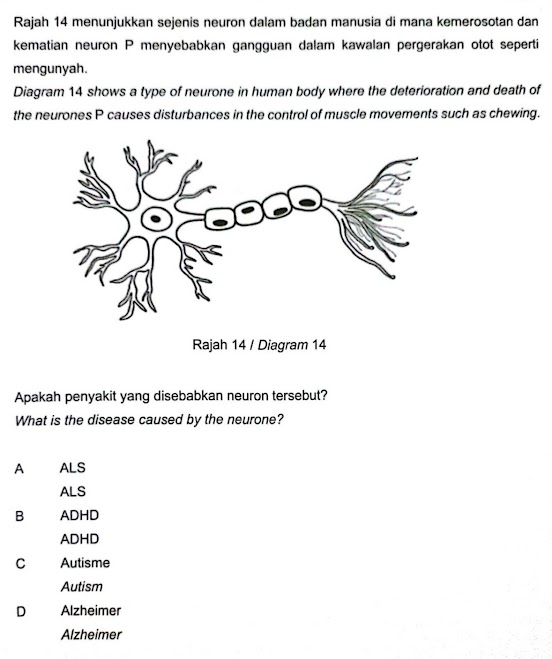 Rajah 14 menunjukkan sejenis neuron dalam badan manusia di mana kemerosotan dan
kematian neuron P menyebabkan gangguan dalam kawalan pergerakan otot seperti
mengunyah.
Diagram 14 shows a type of neurone in human body where the deterioration and death of
the neurones P causes disturbances in the control of muscle movements such as chewing.
Rajah 14 / Diagram 14
Apakah penyakit yang disebabkan neuron tersebut?
What is the disease caused by the neurone?
A ALS
ALS
B ADHD
ADHD
C Autisme
Autism
D Alzheimer
Alzheimer